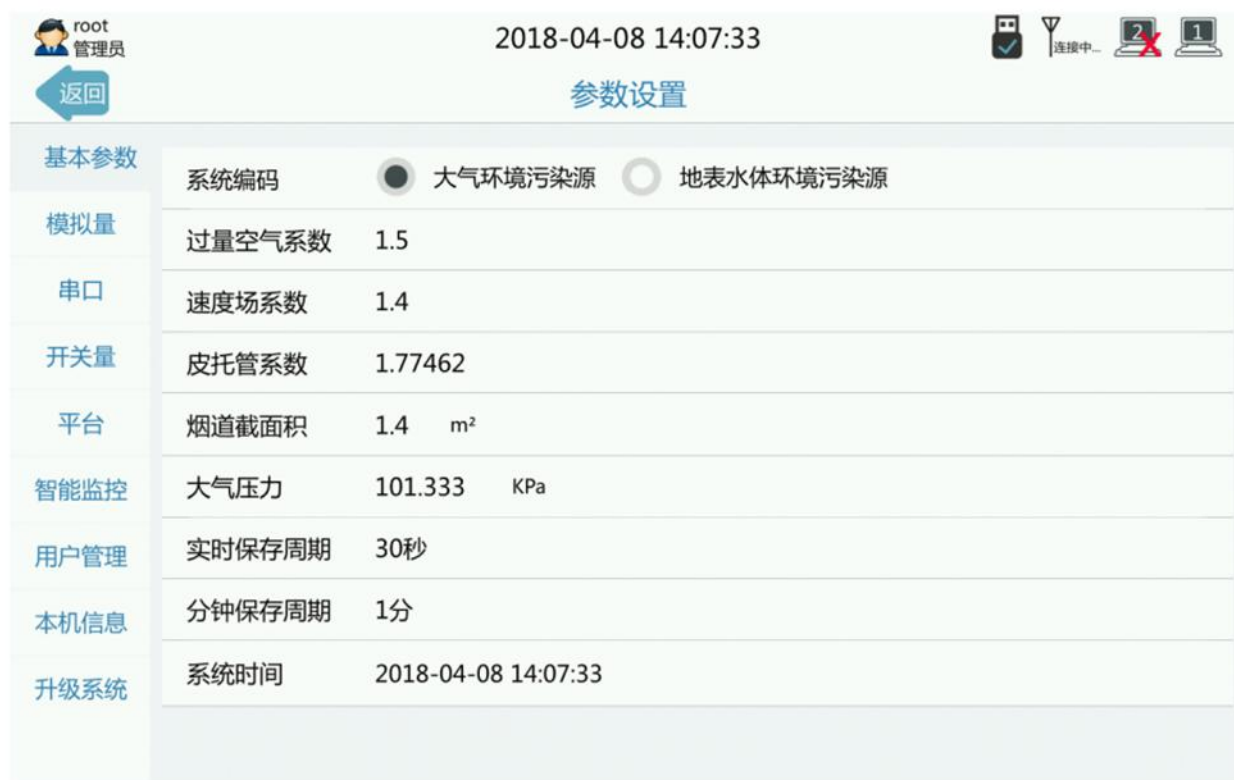 root
管理员
2018-04-08 14:07:33
连接中...
2
1
返回
参数设置
基本参数
模拟量
串口
开关量
平台
智能监控
用户管理
本机信息
升级系统
系统编码 大气环境污染源 地表水体环境污染源
过量空气系数 1.5
速度场系数 1.4
皮托管系数 1.77462
烟道截面积 1.4 m²
大气压力 101.333 KPa
实时保存周期 30秒
分钟保存周期 1分
系统时间 2018-04-08 14:07:33